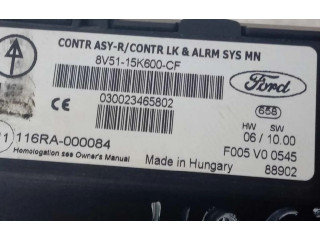 CONTR ASY-R/CONTR LK & ALRM SYS MN
8V51-15K600-CF
Ford
030023465802
CE
658
HW SW
06 / 10.00
116RA-000084
F005 V0 0545
Homologation see Owner's Manual
Made in Hungary
88902